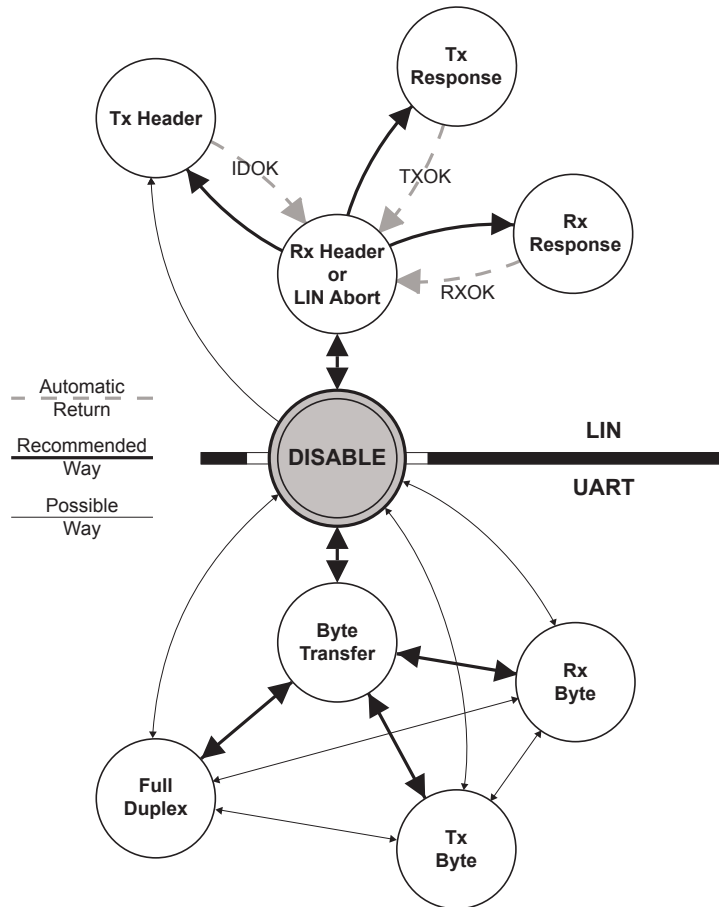 Tx
Response
Tx Header
IDOK
TXOK
Rx
Response
Rx Header
or
LIN Abort
RXOK
Automatic
Return
Recommended
Way
Possible
Way
DISABLE
LIN
UART
Byte
Transfer
Rx
Byte
Full
Duplex
Tx
Byte